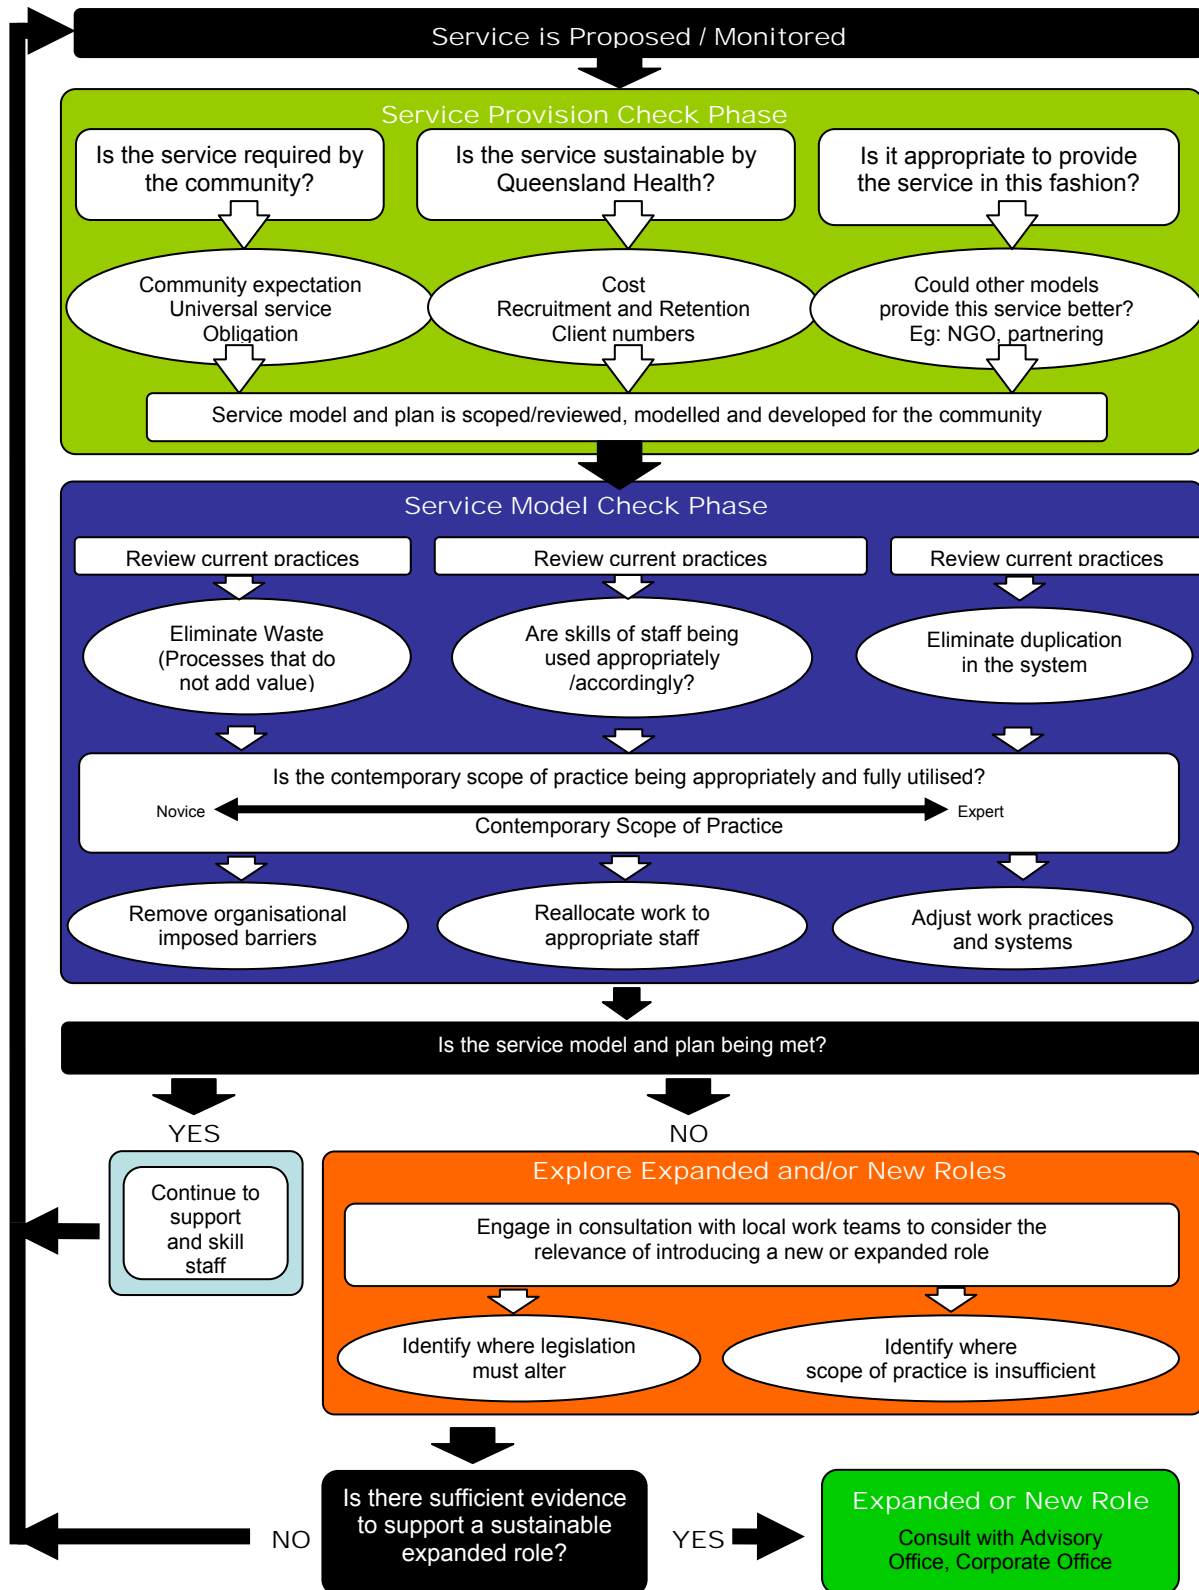 Service is Proposed / Monitored
Service Provision Check Phase
Is the service required by
the community?
Is the service sustainable by
Queensland Health?
Is it appropriate to provide
the service in this fashion?
Community expectation
Universal service
Obligation
Cost
Recruitment and Retention
Client numbers
Could other models
provide this service better?
Eg: NGO, partnering
Service model and plan is scoped/reviewed, modelled and developed for the community
Service Model Check Phase
Review current practices
Review current practices
Review current practices
Eliminate Waste
(Processes that do
not add value)
Are skills of staff being
used appropriately
/accordingly?
Eliminate duplication
in the system
Is the contemporary scope of practice being appropriately and fully utilised?
Novice
Expert
Contemporary Scope of Practice
Remove organisational
imposed barriers
Reallocate work to
appropriate staff
Adjust work practices
and systems
Is the service model and plan being met?
YES
NO
Continue to
support
and skill
staff
Explore Expanded and/or New Roles
Engage in consultation with local work teams to consider the
relevance of introducing a new or expanded role
Identify where legislation
must alter
Identify where
scope of practice is insufficient
Is there sufficient evidence
to support a sustainable
expanded role?
NO
YES
Expanded or New Role
Consult with Advisory
Office, Corporate Office